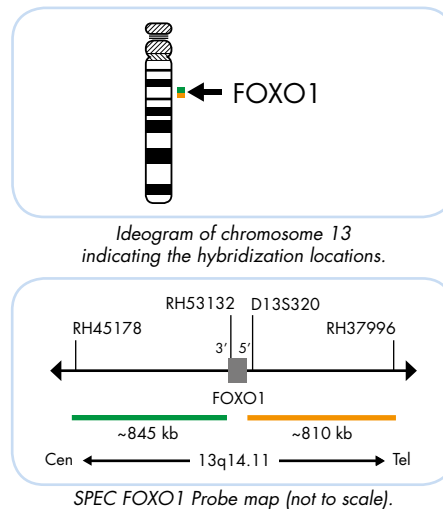 FOXO1
Ideogram of chromosome 13
indicating the hybridization locations.
RH53132 D13S320
RH45178 RH37996
3’ 5’
FOXO1
~845 kb ~810 kb
Cen 13q14.11 Tel
SPEC FOXO1 Probe map (not to scale).